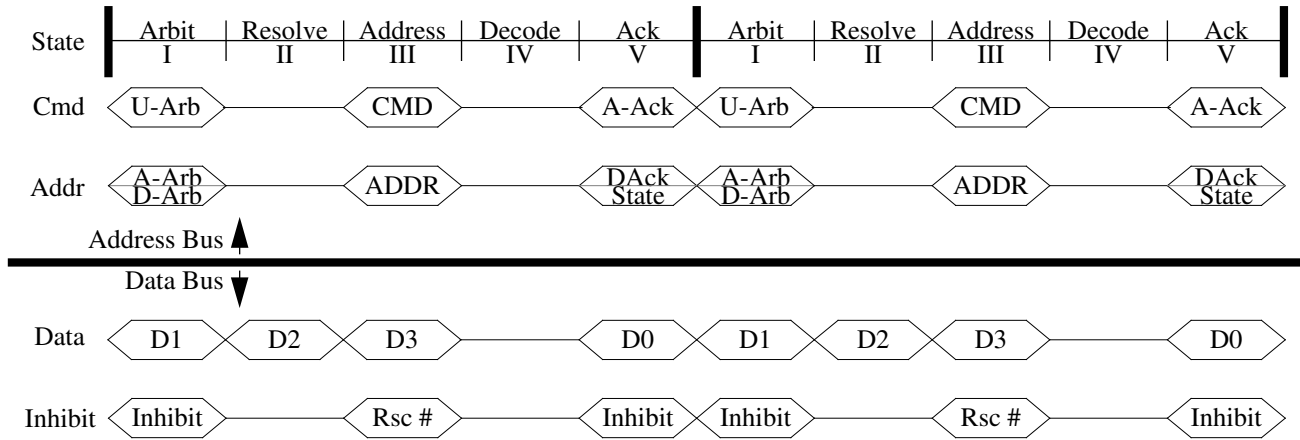 State Arbit Resolve Address Decode Ack Arbit Resolve Address Decode Ack
I II III IV V I II III IV V
Cmd U-Arb CMD A-Ack U-Arb CMD A-Ack
Addr A-Arb ADDR DAck A-Arb ADDR DAck
D-Arb State D-Arb State
Address Bus
Data Bus
Data D1 D2 D3 D0 D1 D2 D3 D0
Inhibit Inhibit Rsc # Inhibit Inhibit Rsc # Inhibit